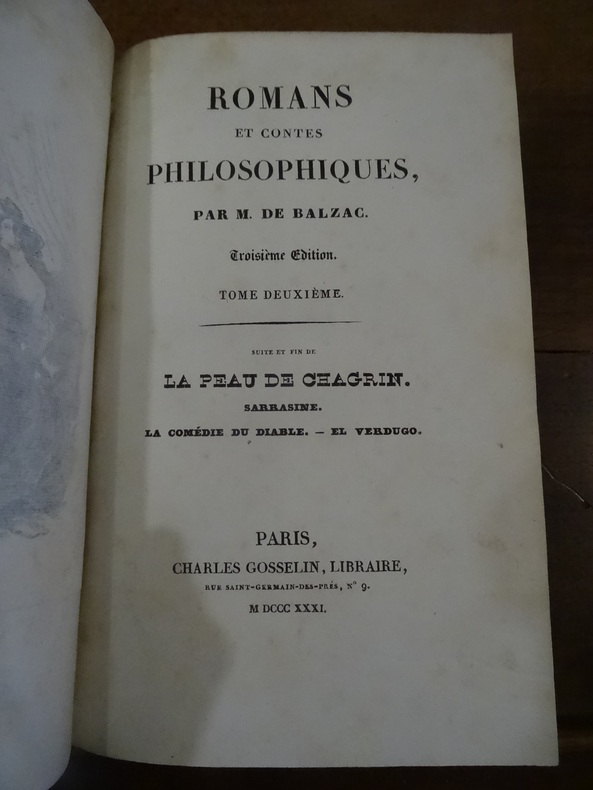 ROMANS
ET CONTES
PHILOSOPHIQUES,
PAR M. DE BALZAC.
Troisième Edition.
TOME DEUXIÈME.
SUITE ET FIN DE
LA PEAU DE CHAGRIN.
SARRASINE.
LA COMÉDIE DU DIABLE. — EL VERDUGO.
PARIS,
CHARLES GOSSELIN, LIBRAIRE,
RUE SAINT-GERMAIN-DES-PRÉS, N° 9.
M DCCC XXXI.